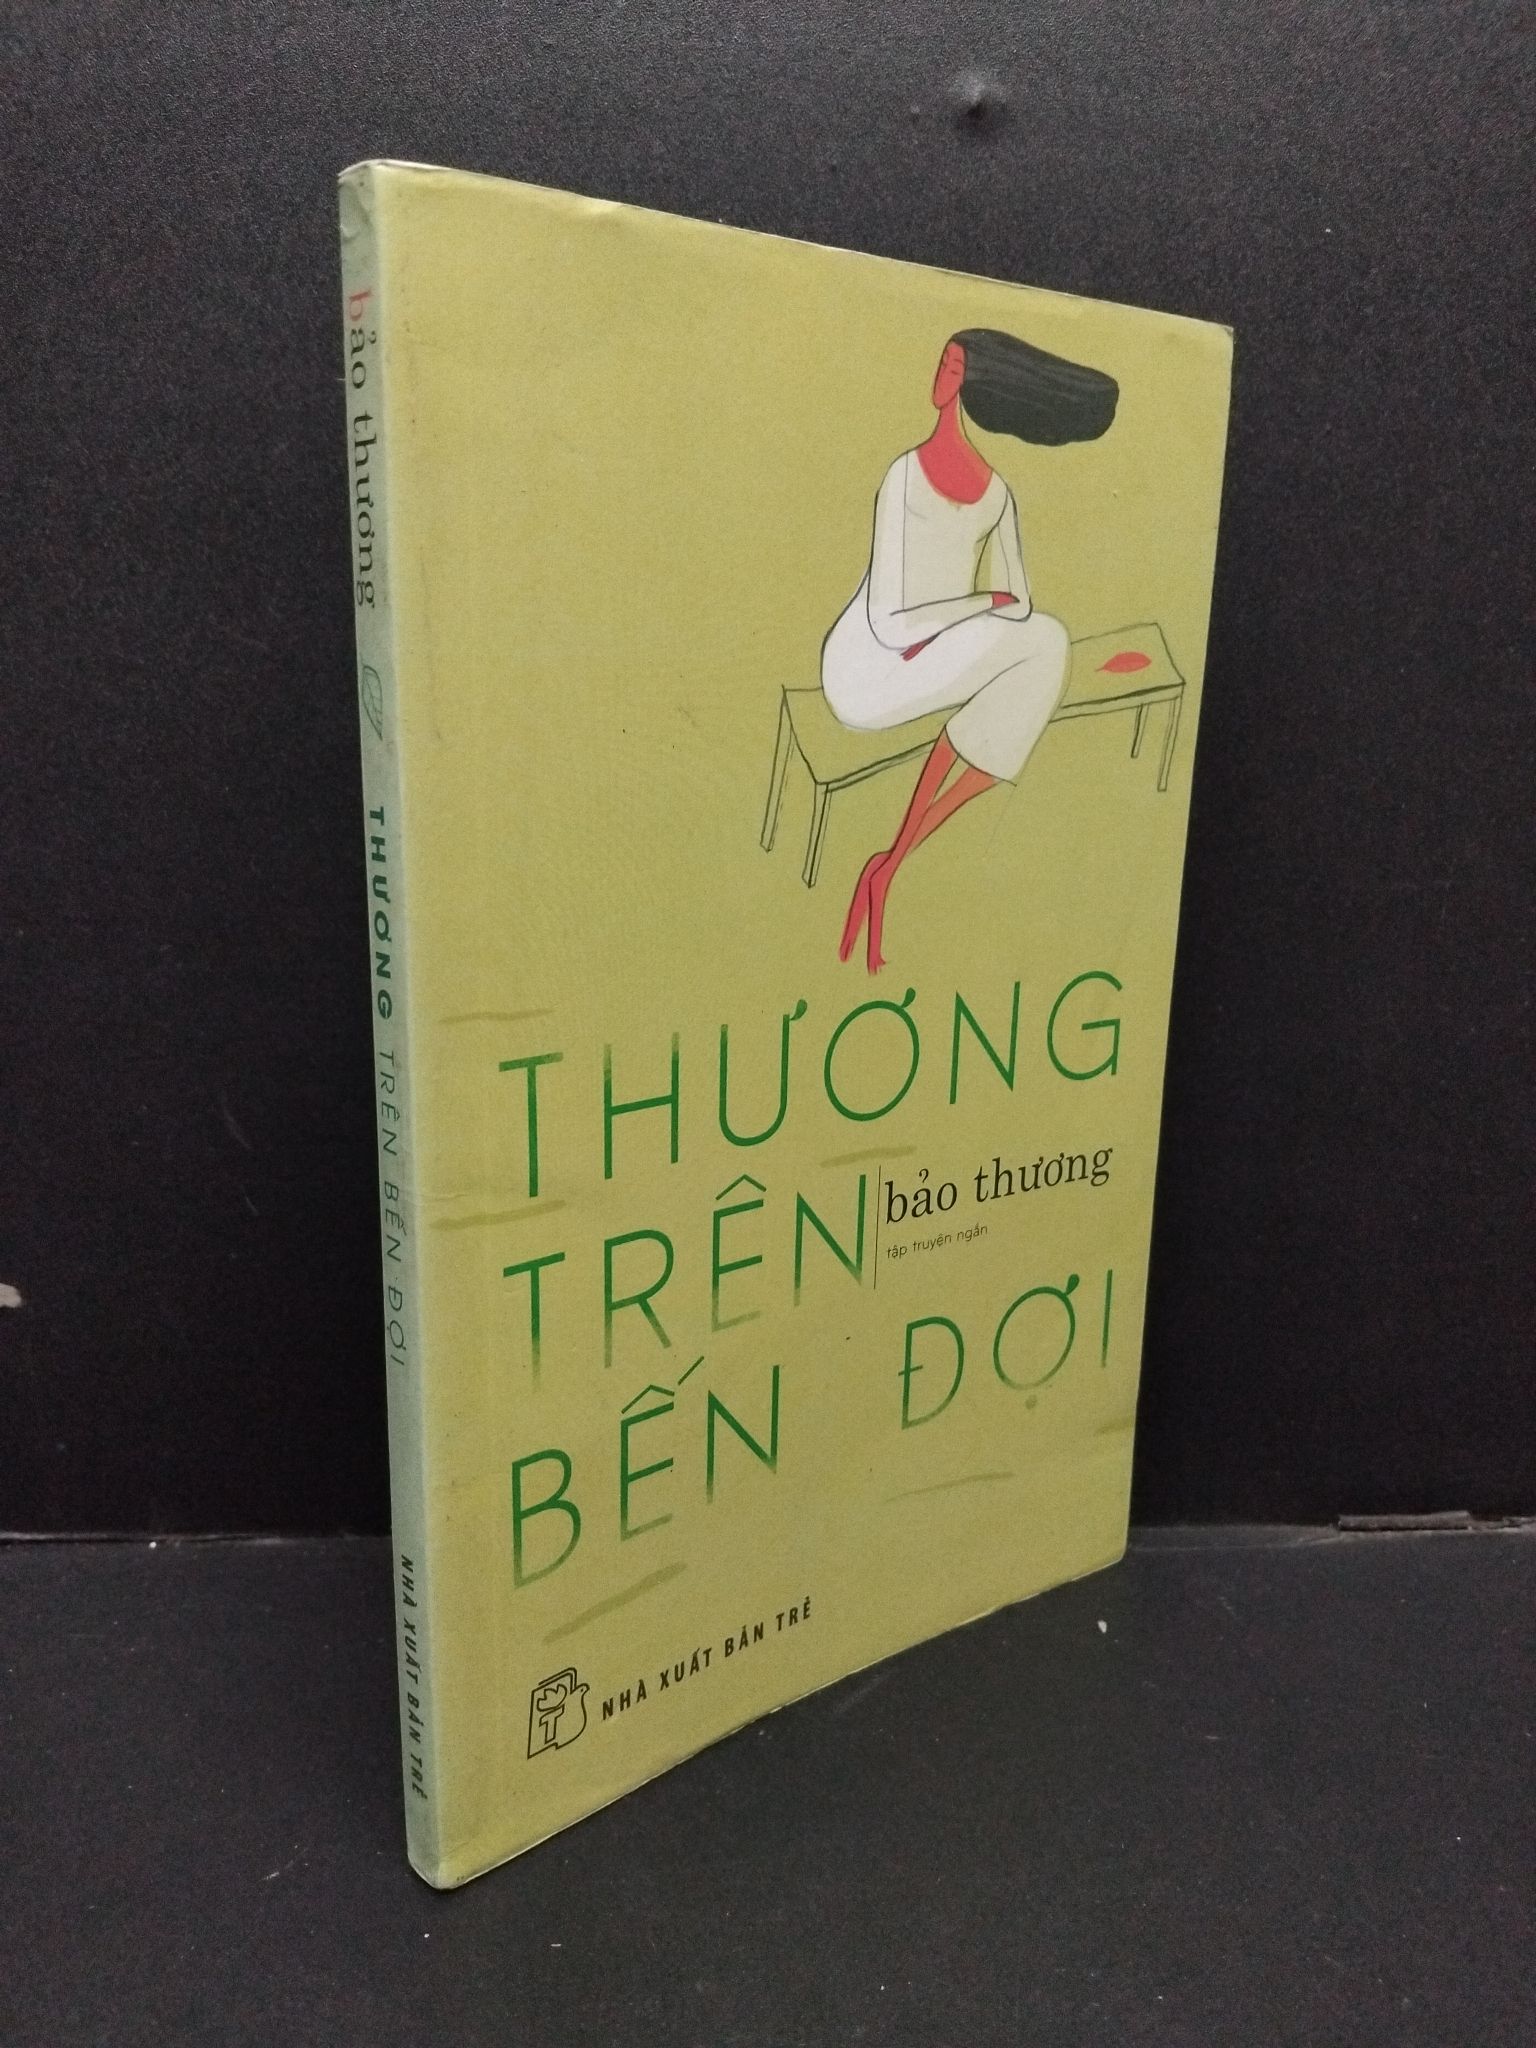 bảo thương
THƯƠNG TRÊN BẾN ĐỢI
NHÀ XUẤT BẢN TRẺ
THƯƠNG
TRÊN
bảo thương
tập truyện ngắn
BẾN ĐỢI
T
NHÀ XUẤT BẢN TRẺ